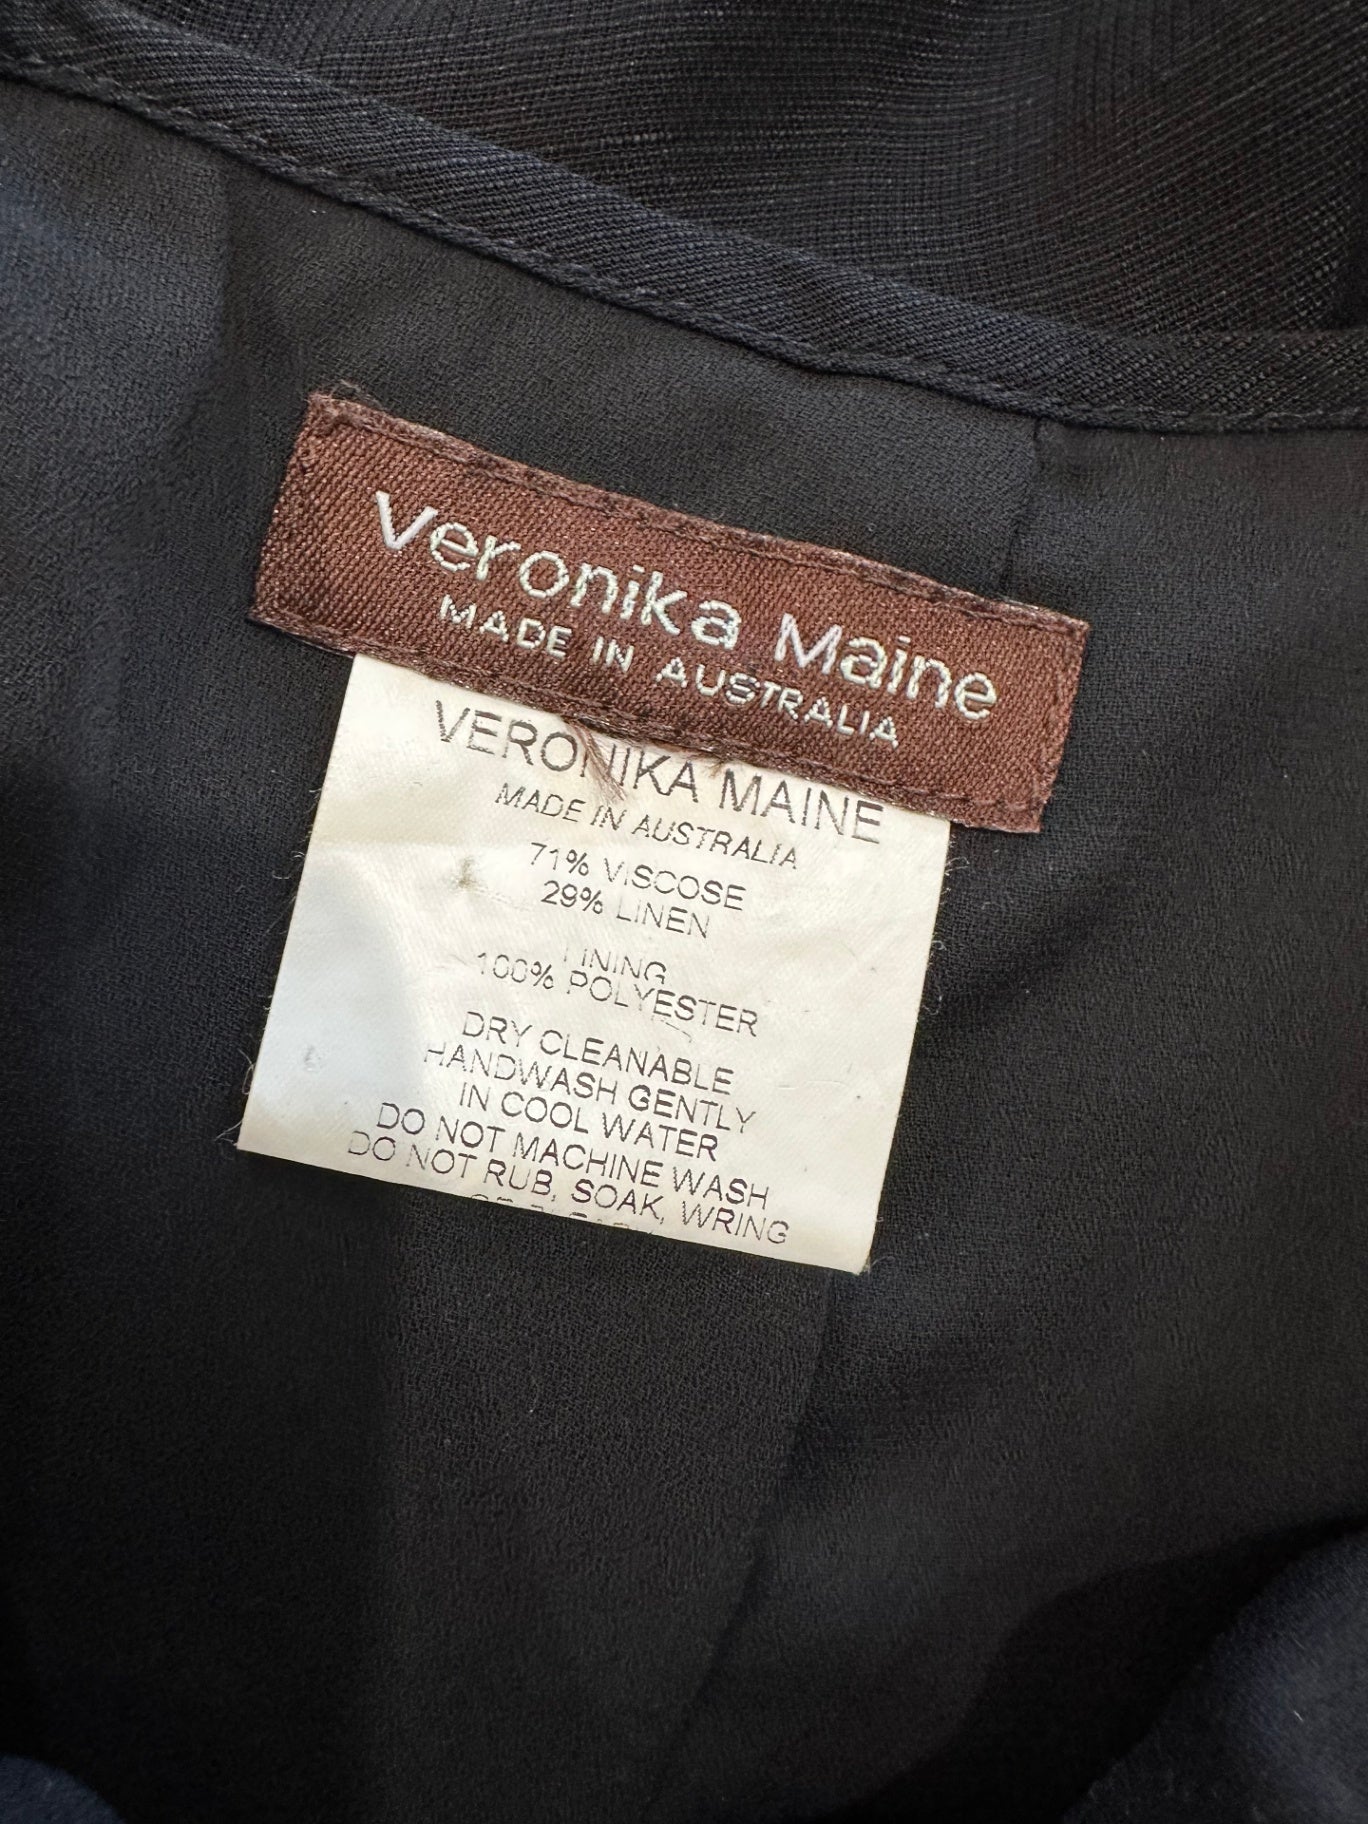 Veronika Maine
MADE IN AUSTRALIA
VERONIKA MAINE
MADE IN AUSTRALIA
71% VISCOSE
29% LINEN
LINING
100% POLYESTER
DRY CLEANABLE
HANDWASH GENTLY
IN COOL WATER
DO NOT MACHINE WASH
DO NOT RUB, SOAK, WRING